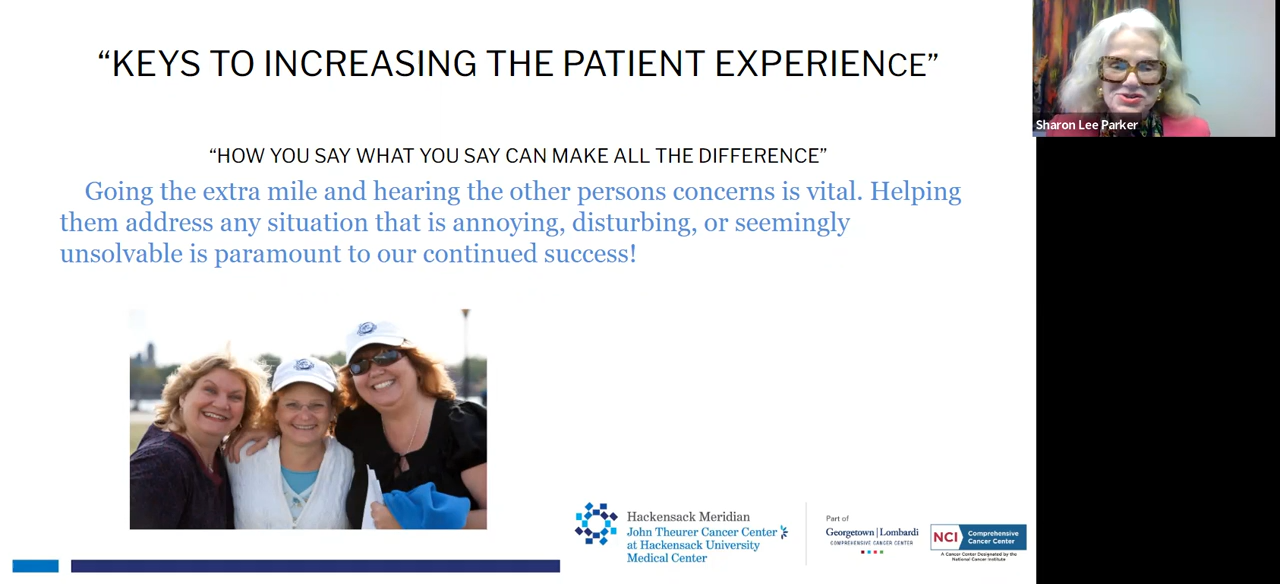 “KEYS TO INCREASING THE PATIENT EXPERIENCE”
“HOW YOU SAY WHAT YOU SAY CAN MAKE ALL THE DIFFERENCE”
Going the extra mile and hearing the other persons concerns is vital. Helping
them address any situation that is annoying, disturbing, or seemingly
unsolvable is paramount to our continued success!
Sharon Lee Parker
Hackensack Meridian
John Theurer Cancer Center
at Hackensack University
Medical Center
Part of
Georgetown | Lombardi
COMPREHENSIVE CANCER CENTER
NCI
Comprehensive
Cancer Center
A Cancer Center Designated by the
National Cancer Institute